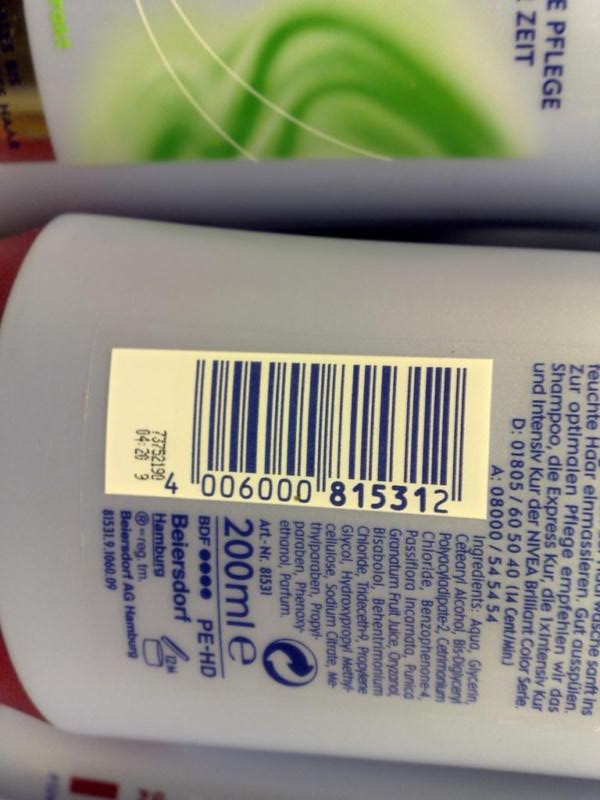 E PFLEGE
ZEIT
feuchte Haar einmassieren. Gut ausspülen.
Zur optimalen Pflege empfehlen wir das
Shampoo, die Express Kur, die 1xIntensiv Kur
und Intensiv Kur der NIVEA Brilliant Color Serie.
D: 01805 / 60 50 40 (14 Cent/Min.)
A: 08000 / 54 54 54
4 006000 815312
73752190
04:20 9
Ingredients: Aqua, Glycerin,
Cetearyl Alcohol, Bis-Diglyceryl
Polyacyladipate-2, Cetrimonium
Chloride, Benzophenone-4,
Passiflora Incarnata, Punica
Granatum Fruit Juice, Oryzanol,
Bisabolol, Behentrimonium
Chloride, Trideceth-9, Propylene
Glycol, Hydroxypropyl Methyl-
cellulose, Sodium Citrate, Me-
thylparaben, Propyl-
paraben, Phenoxy-
ethanol, Parfum.
Art.-Nr. 81531
200ml e
BDF PE-HD
Beiersdorf
Hamburg
12M
®=reg. tm.
Beiersdorf AG Hamburg
81531.9.1060.09